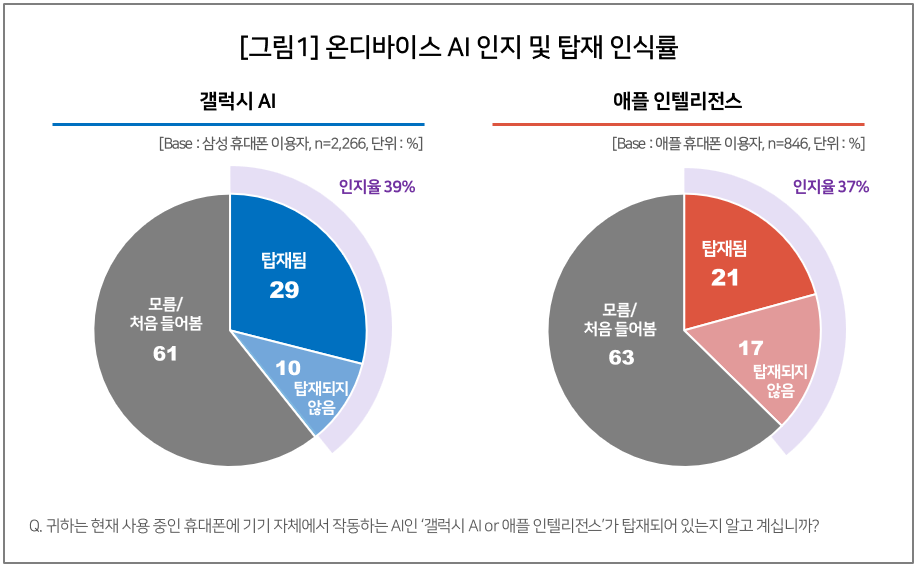 [그림1] 온디바이스 AI 인지 및 탑재 인식률
갤럭시 AI
[Base : 삼성 휴대폰 이용자, n=2,266, 단위 : %]
인지율 39%
탑재됨
29
모름/
처음 들어봄
61
10
탑재되지
않음
애플 인텔리전스
[Base : 애플 휴대폰 이용자, n=846, 단위 : %]
인지율 37%
탑재됨
21
모름/
처음 들어봄
63
17
탑재되지
않음
Q. 귀하는 현재 사용 중인 휴대폰에 기기 자체에서 작동하는 AI인 ‘갤럭시 AI or 애플 인텔리전스’가 탑재되어 있는지 알고 계십니까?